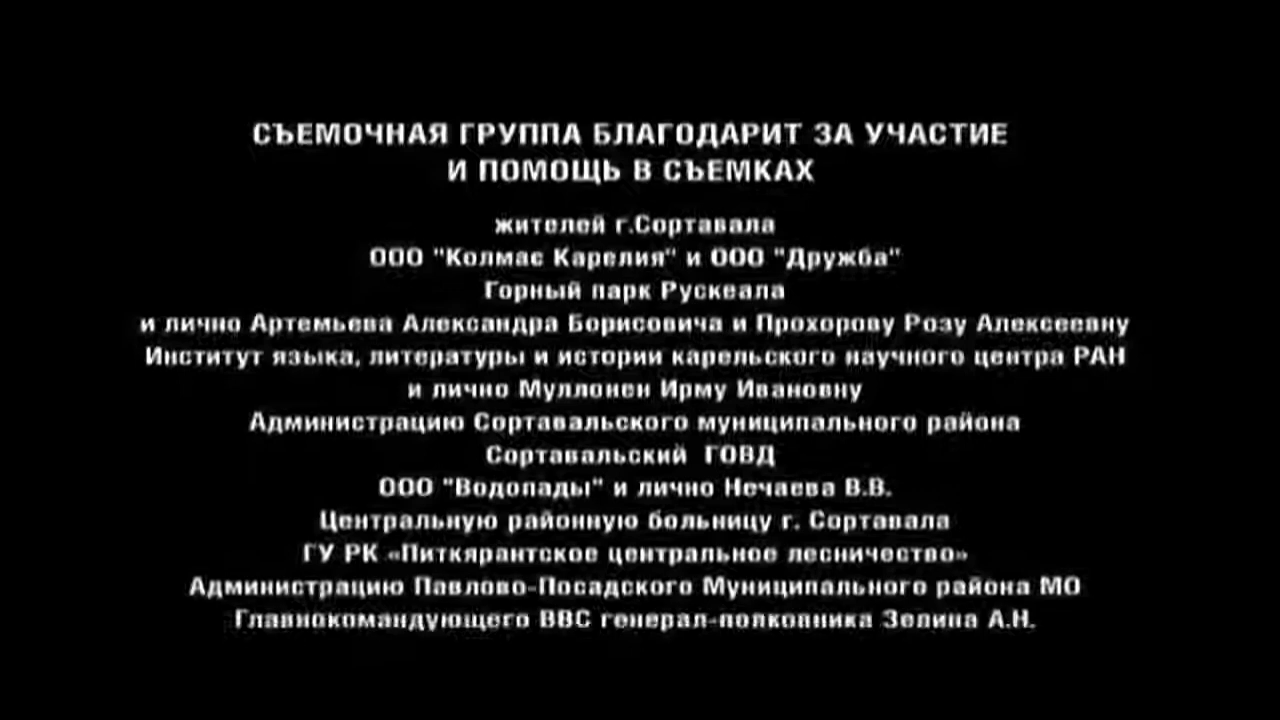 СЪЕМОЧНАЯ ГРУППА БЛАГОДАРИТ ЗА УЧАСТИЕ
И ПОМОЩЬ В СЪЕМКАХ
жителей г.Сортавала
ООО "Колмас Карелия" и ООО "Дружба"
Горный парк Рускеала
и лично Артемьева Александра Борисовича и Прохорову Розу Алексеевну
Институт языка, литературы и истории карельского научного центра РАН
и лично Муллонен Ирму Ивановну
Администрацию Сортавальского муниципального района
Сортавальский ГОВД
ООО "Водопады" и лично Нечаева В.В.
Центральную районную больницу г. Сортавала
ГУ РК «Питкярантское центральное лесничество»
Администрацию Павлово-Посадского Муниципального района МО
Главнокомандующего ВВС генерал-полковника Зелина А.Н.